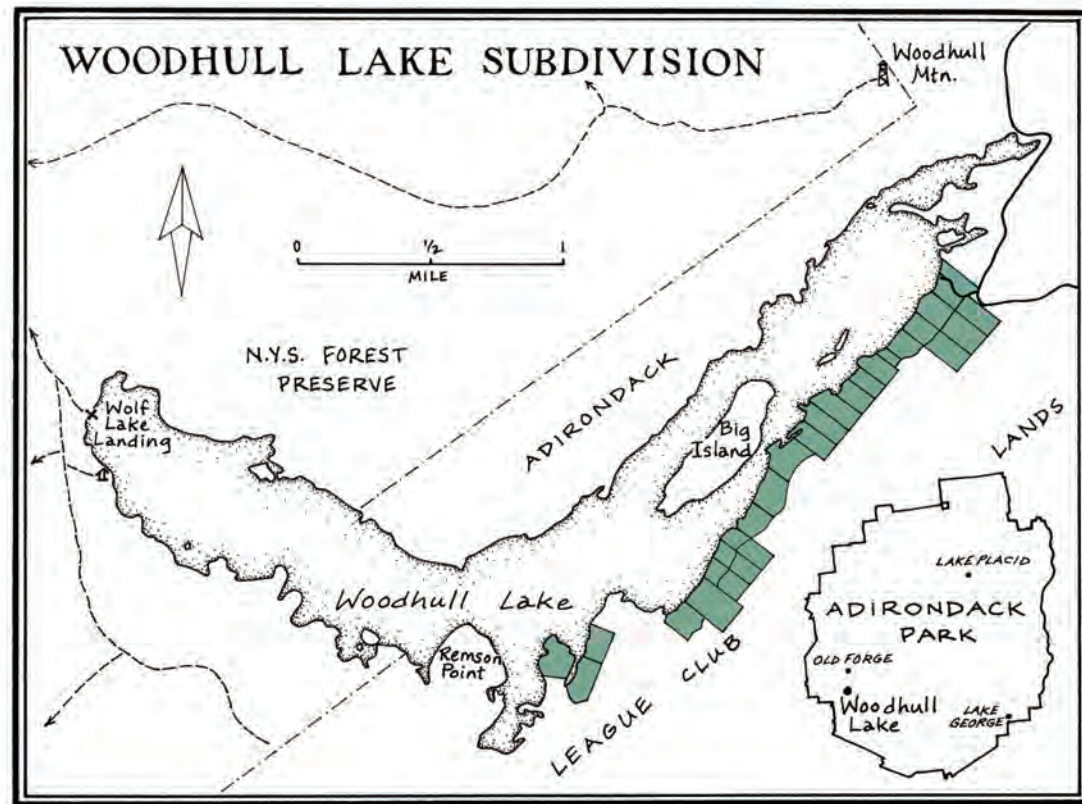 WOODHULL LAKE SUBDIVISION
Woodhull
Mtn.
0 1/2 1
MILE
N.Y.S. FOREST
PRESERVE
ADIRONDACK
LEAGUE CLUB LANDS
Wolf
Lake
Landing
Big
Island
Woodhull Lake
Remson
Point
LAKE PLACID
ADIRONDACK
PARK
OLD FORGE
Woodhull
Lake
LAKE
GEORGE